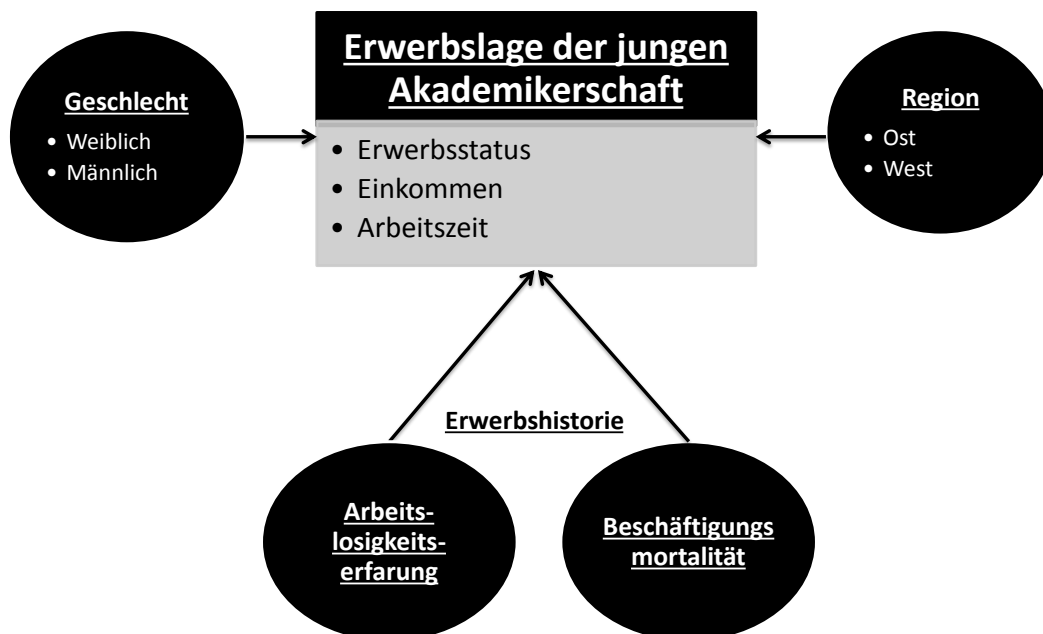 Erwerbslage der jungen
Akademikerschaft
• Erwerbsstatus
• Einkommen
• Arbeitszeit
Geschlecht
• Weiblich
• Männlich
Region
• Ost
• West
Erwerbshistorie
Arbeits-
losigkeits-
erfarung
Beschäftigungs
mortalität